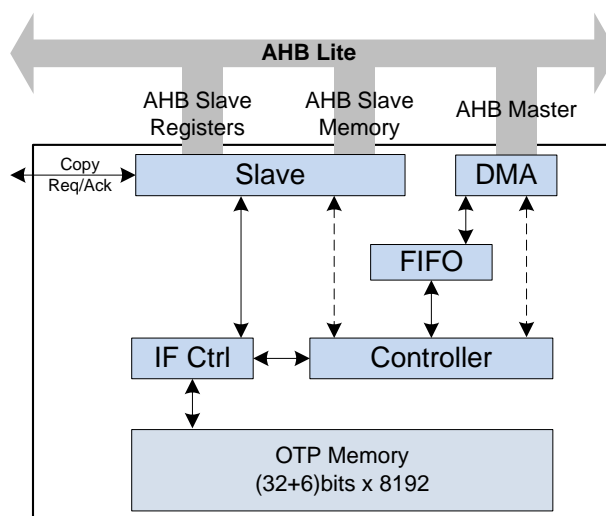 AHB Lite
AHB Slave
Registers
AHB Slave
Memory
AHB Master
Copy
Req/Ack
Slave
DMA
FIFO
IF Ctrl
Controller
OTP Memory
(32+6)bits x 8192